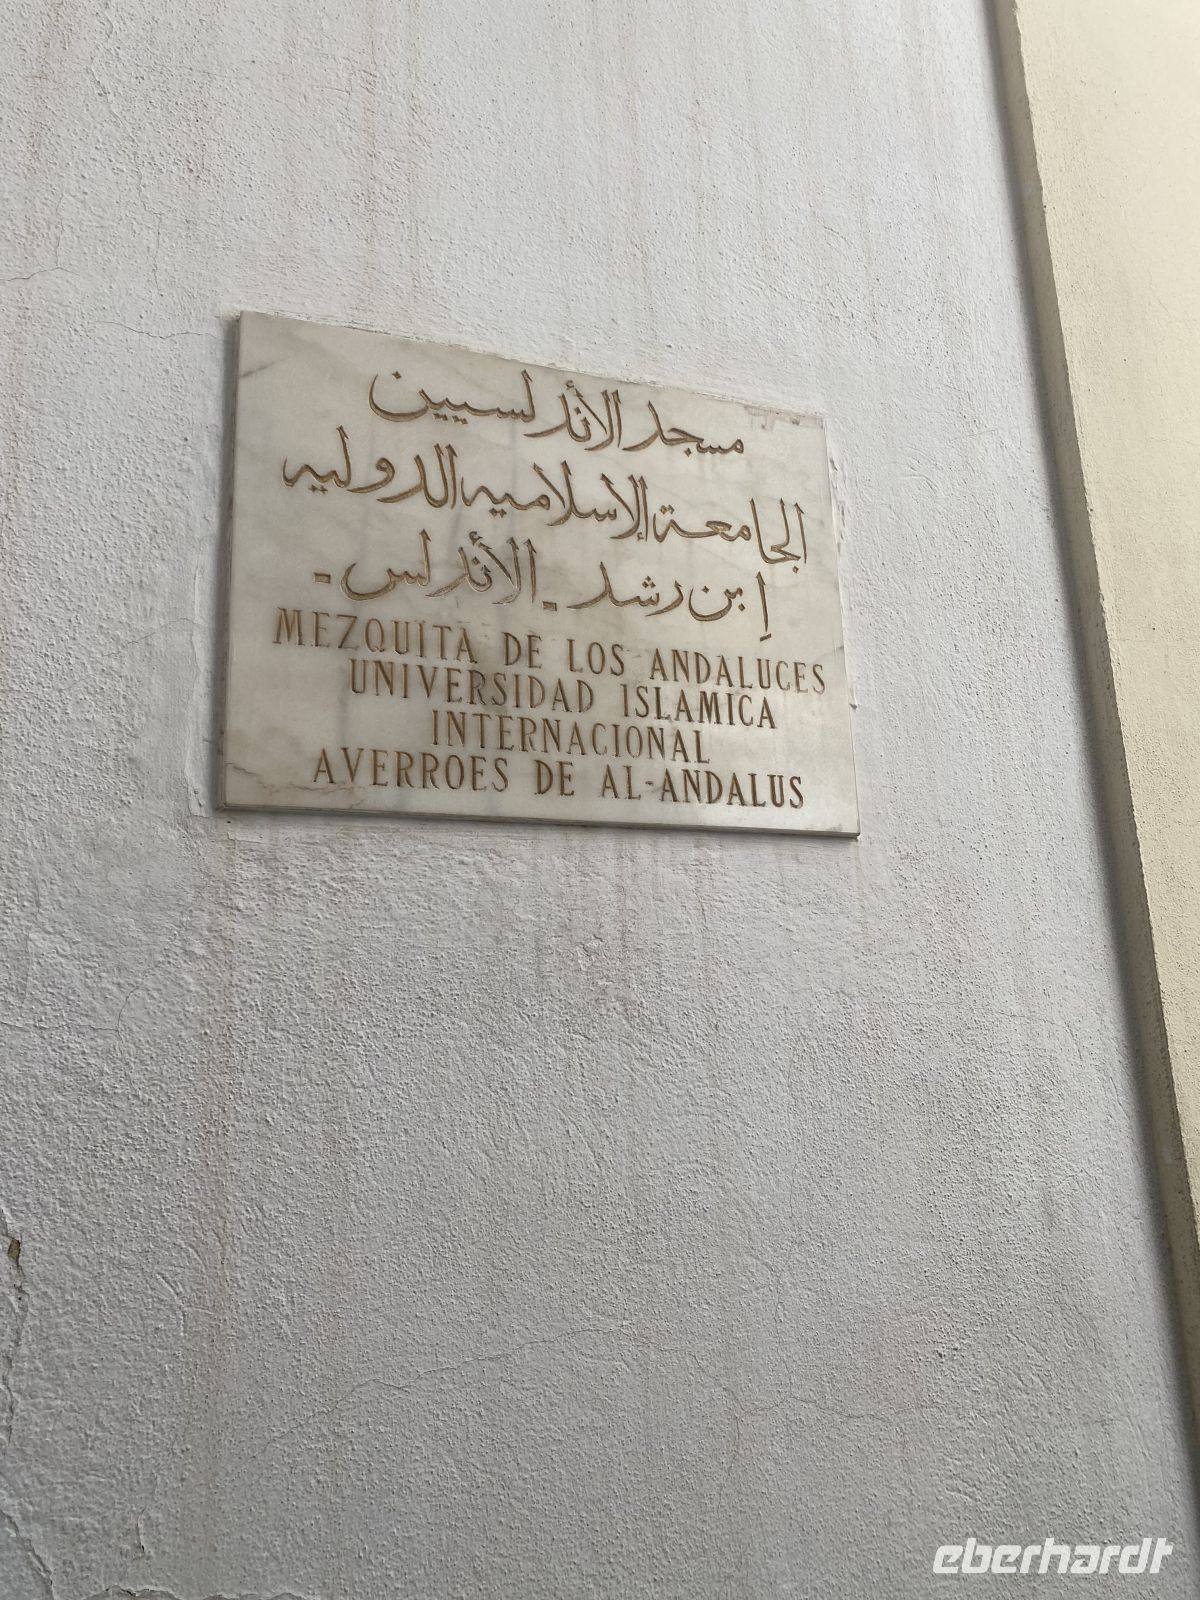 مسجد الأندلسيين
الجامعة الإسلاميه الدوليه
إبن رشد - الأندلس -
MEZQUITA DE LOS ANDALUCES
UNIVERSIDAD ISLAMICA
INTERNACIONAL
AVERROES DE AL-ANDALUS
eberhardt